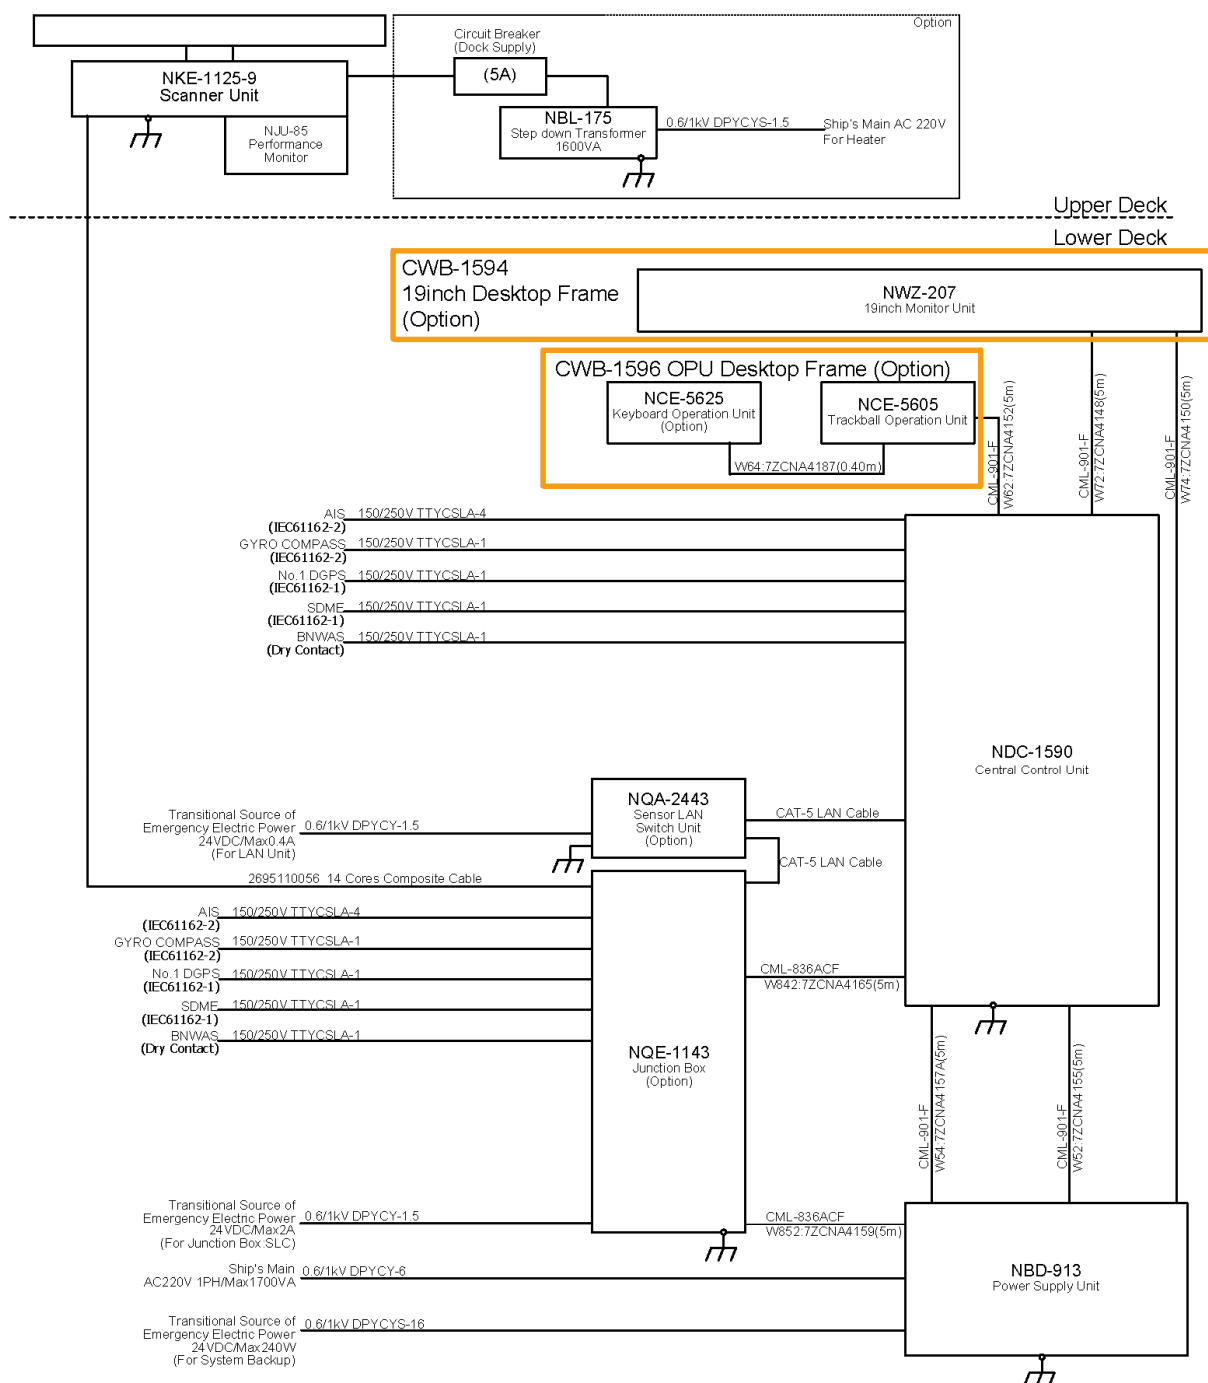 Option
Circuit Breaker
(Dock Supply)
(5A)
NKE-1125-9
Scanner Unit
NJU-85
Performance
Monitor
NBL-175
Step down Transformer
1600VA
0.6/1kV DPYCYS-1.5
Ship's Main AC 220V
For Heater
Upper Deck
Lower Deck
CWB-1594
19inch Desktop Frame
(Option)
NWZ-207
19inch Monitor Unit
CWB-1596 OPU Desktop Frame (Option)
NCE-5625
Keyboard Operation Unit
(Option)
NCE-5605
Trackball Operation Unit
W64:7ZCNA4187(0.40m)
CML-901-F
W62:7ZCNA4152(5m)
CML-901-F
W72:7ZCNA4148(5m)
CML-901-F
W74:7ZCNA4150(5m)
AIS 150/250V TTYCSLA-4
(IEC61162-2)
GYRO COMPASS 150/250V TTYCSLA-1
(IEC61162-2)
No.1 DGPS 150/250V TTYCSLA-1
(IEC61162-1)
SDME 150/250V TTYCSLA-1
(IEC61162-1)
BNWAS 150/250V TTYCSLA-1
(Dry Contact)
NDC-1590
Central Control Unit
NQA-2443
Sensor LAN
Switch Unit
(Option)
CAT-5 LAN Cable
CAT-5 LAN Cable
Transitional Source of
Emergency Electric Power 0.6/1kV DPYCY-1.5
24VDC/Max0.4A
(For LAN Unit)
2695110056 14 Cores Composite Cable
AIS 150/250V TTYCSLA-4
(IEC61162-2)
GYRO COMPASS 150/250V TTYCSLA-1
(IEC61162-2)
No.1 DGPS 150/250V TTYCSLA-1
(IEC61162-1)
SDME 150/250V TTYCSLA-1
(IEC61162-1)
BNWAS 150/250V TTYCSLA-1
(Dry Contact)
CML-836ACF
W842:7ZCNA4165(5m)
NQE-1143
Junction Box
(Option)
CML-901-F
W54:7ZCNA4157A(5m)
CML-901-F
W52:7ZCNA4155(5m)
Transitional Source of
Emergency Electric Power 0.6/1kV DPYCY-1.5
24VDC/Max2A
(For Junction Box:SLC)
CML-836ACF
W852:7ZCNA4159(5m)
Ship's Main 0.6/1kV DPYCY-6
AC220V 1PH/Max1700VA
NBD-913
Power Supply Unit
Transitional Source of
Emergency Electric Power 0.6/1kV DPYCYS-16
24VDC/Max240W
(For System Backup)